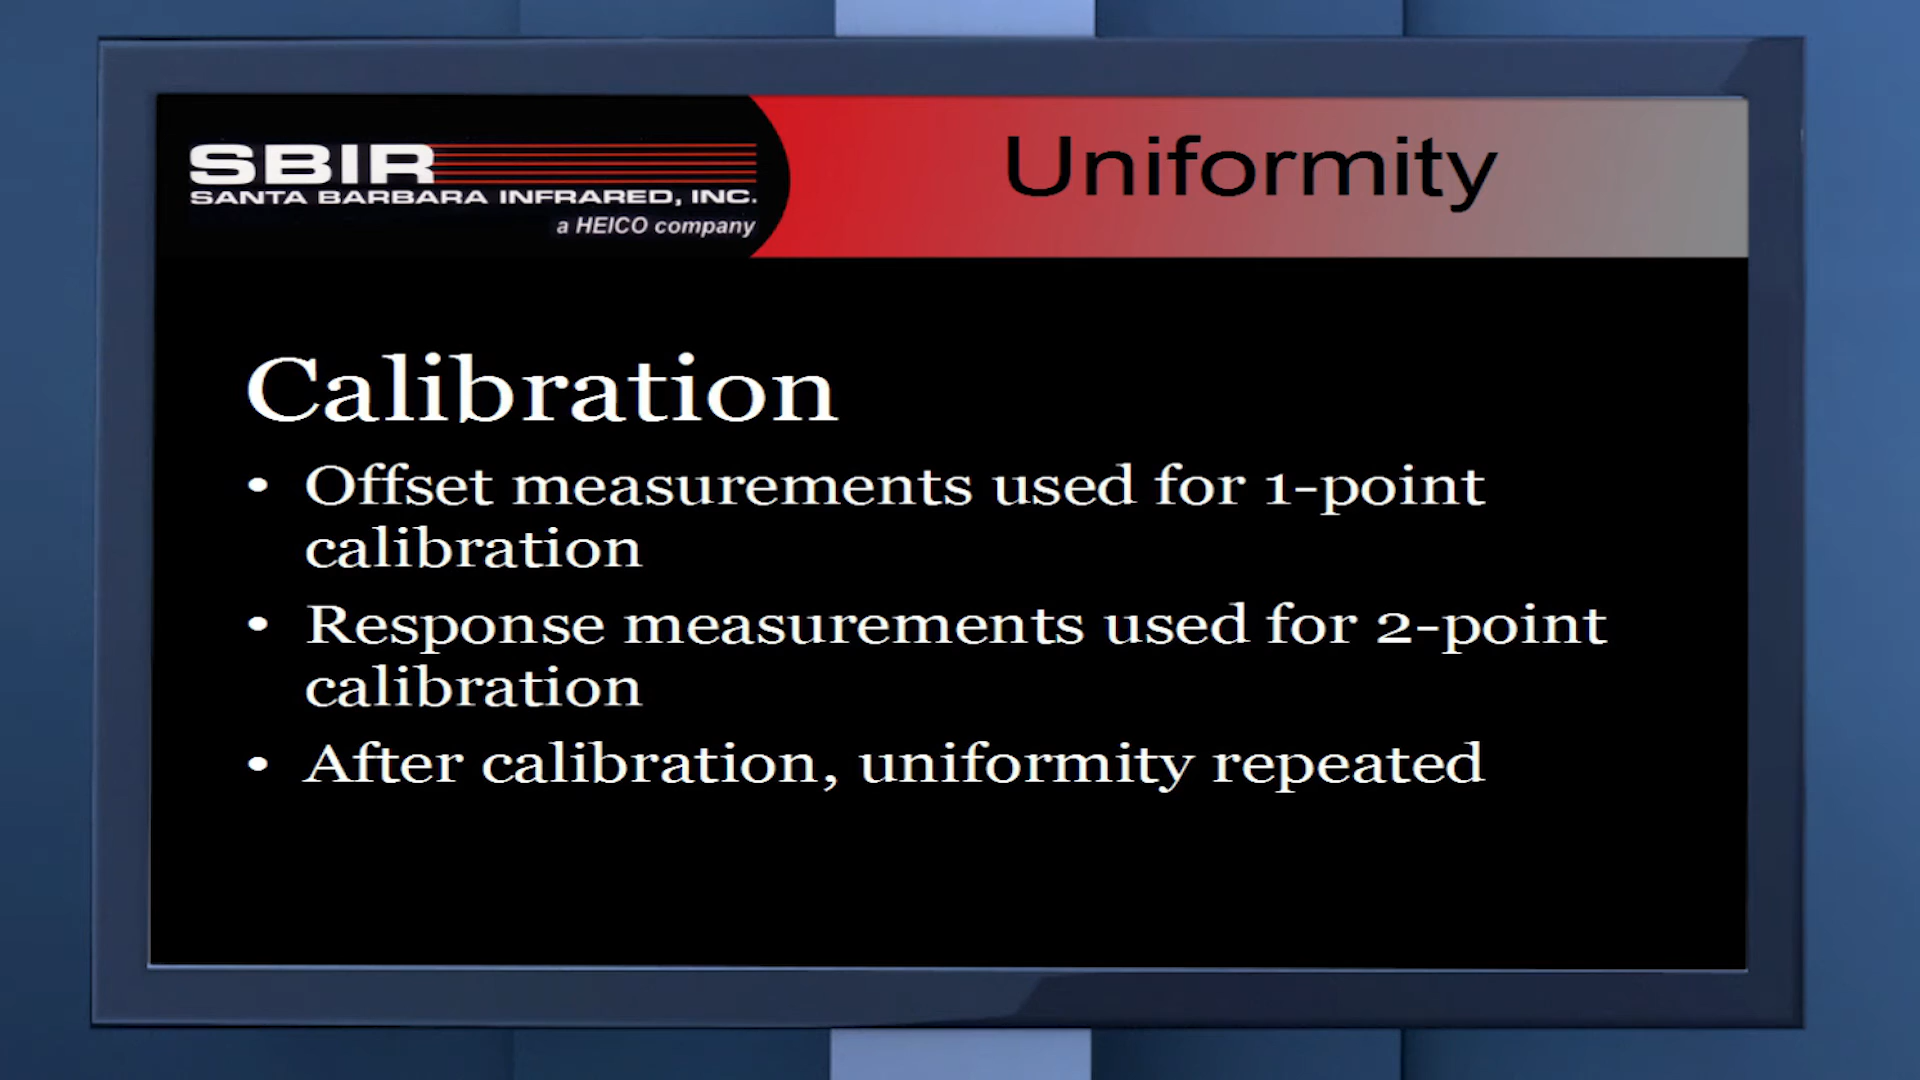 SBIR
SANTA BARBARA INFRARED, INC.
a HEICO company
Uniformity
Calibration
• Offset measurements used for 1-point
calibration
• Response measurements used for 2-point
calibration
• After calibration, uniformity repeated